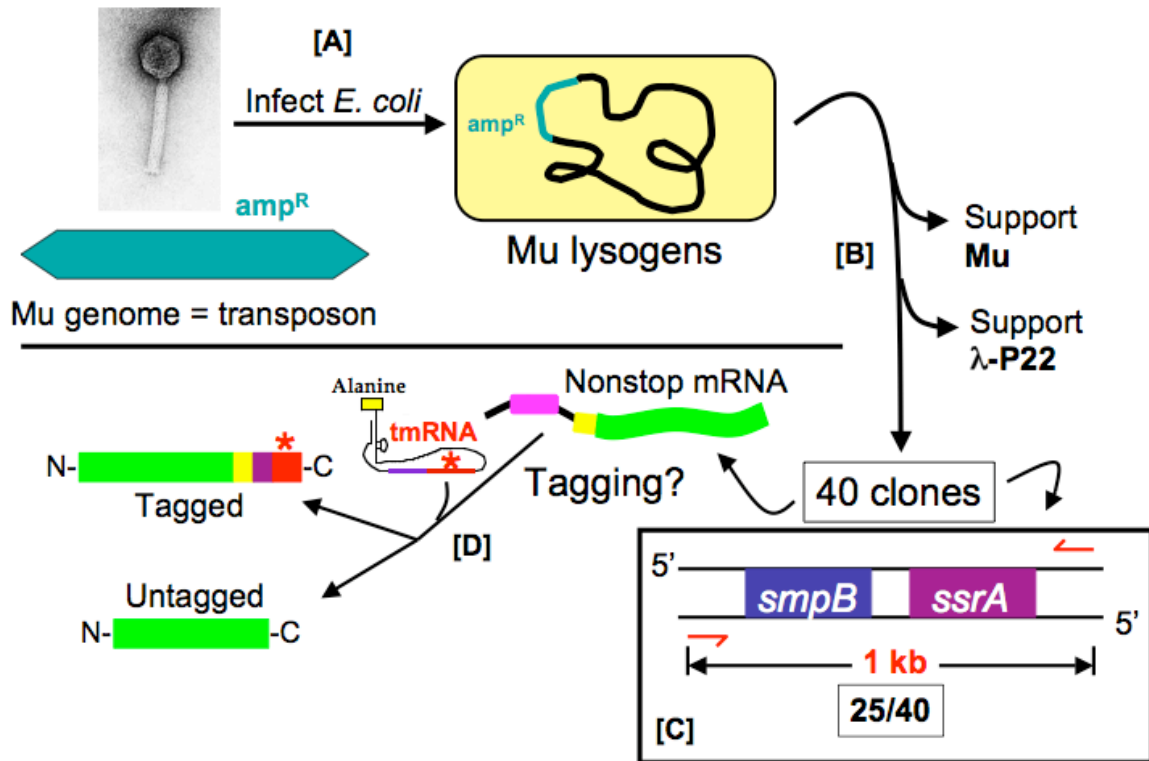 [A]
Infect E. coli
amp^R
amp^R
Mu lysogens
Mu genome = transposon
[B]
Support
Mu
Support
λ-P22
40 clones
Nonstop mRNA
Tagging?
Alanine
tmRNA
*
*
N-
-C
Tagged
[D]
Untagged
N-
-C
5’
smpB
ssrA
5’
1 kb
25/40
[C]